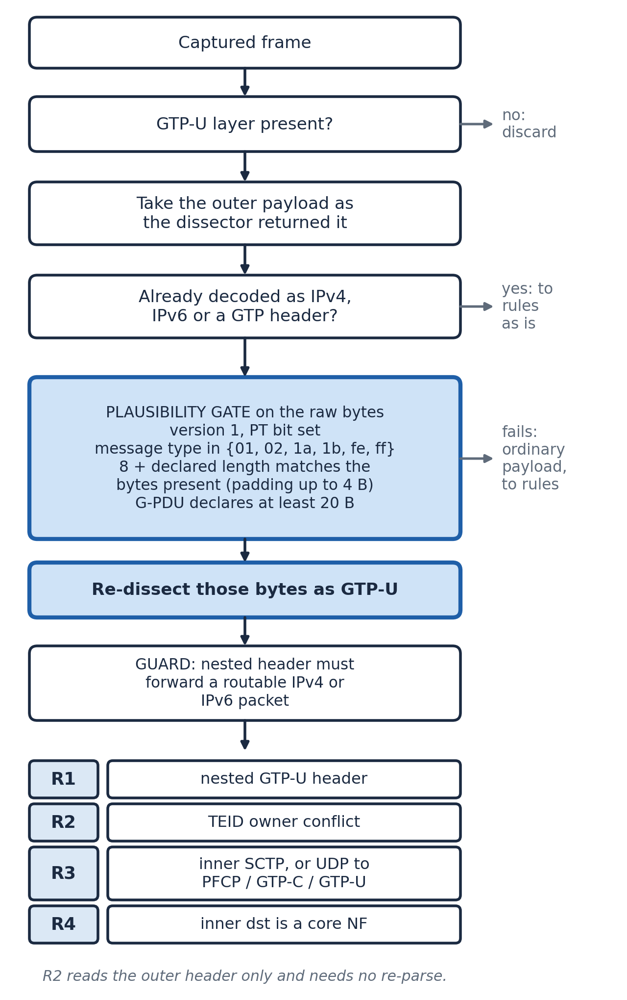 Captured frame
GTP-U layer present?
no:
discard
Take the outer payload as
the dissector returned it
Already decoded as IPv4,
IPv6 or a GTP header?
yes: to
rules
as is
PLAUSIBILITY GATE on the raw bytes
version 1, PT bit set
message type in {01, 02, 1a, 1b, fe, ff}
8 + declared length matches the
bytes present (padding up to 4 B)
G-PDU declares at least 20 B
fails:
ordinary
payload,
to rules
Re-dissect those bytes as GTP-U
GUARD: nested header must
forward a routable IPv4 or
IPv6 packet
R1
nested GTP-U header
R2
TEID owner conflict
R3
inner SCTP, or UDP to
PFCP / GTP-C / GTP-U
R4
inner dst is a core NF
R2 reads the outer header only and needs no re-parse.